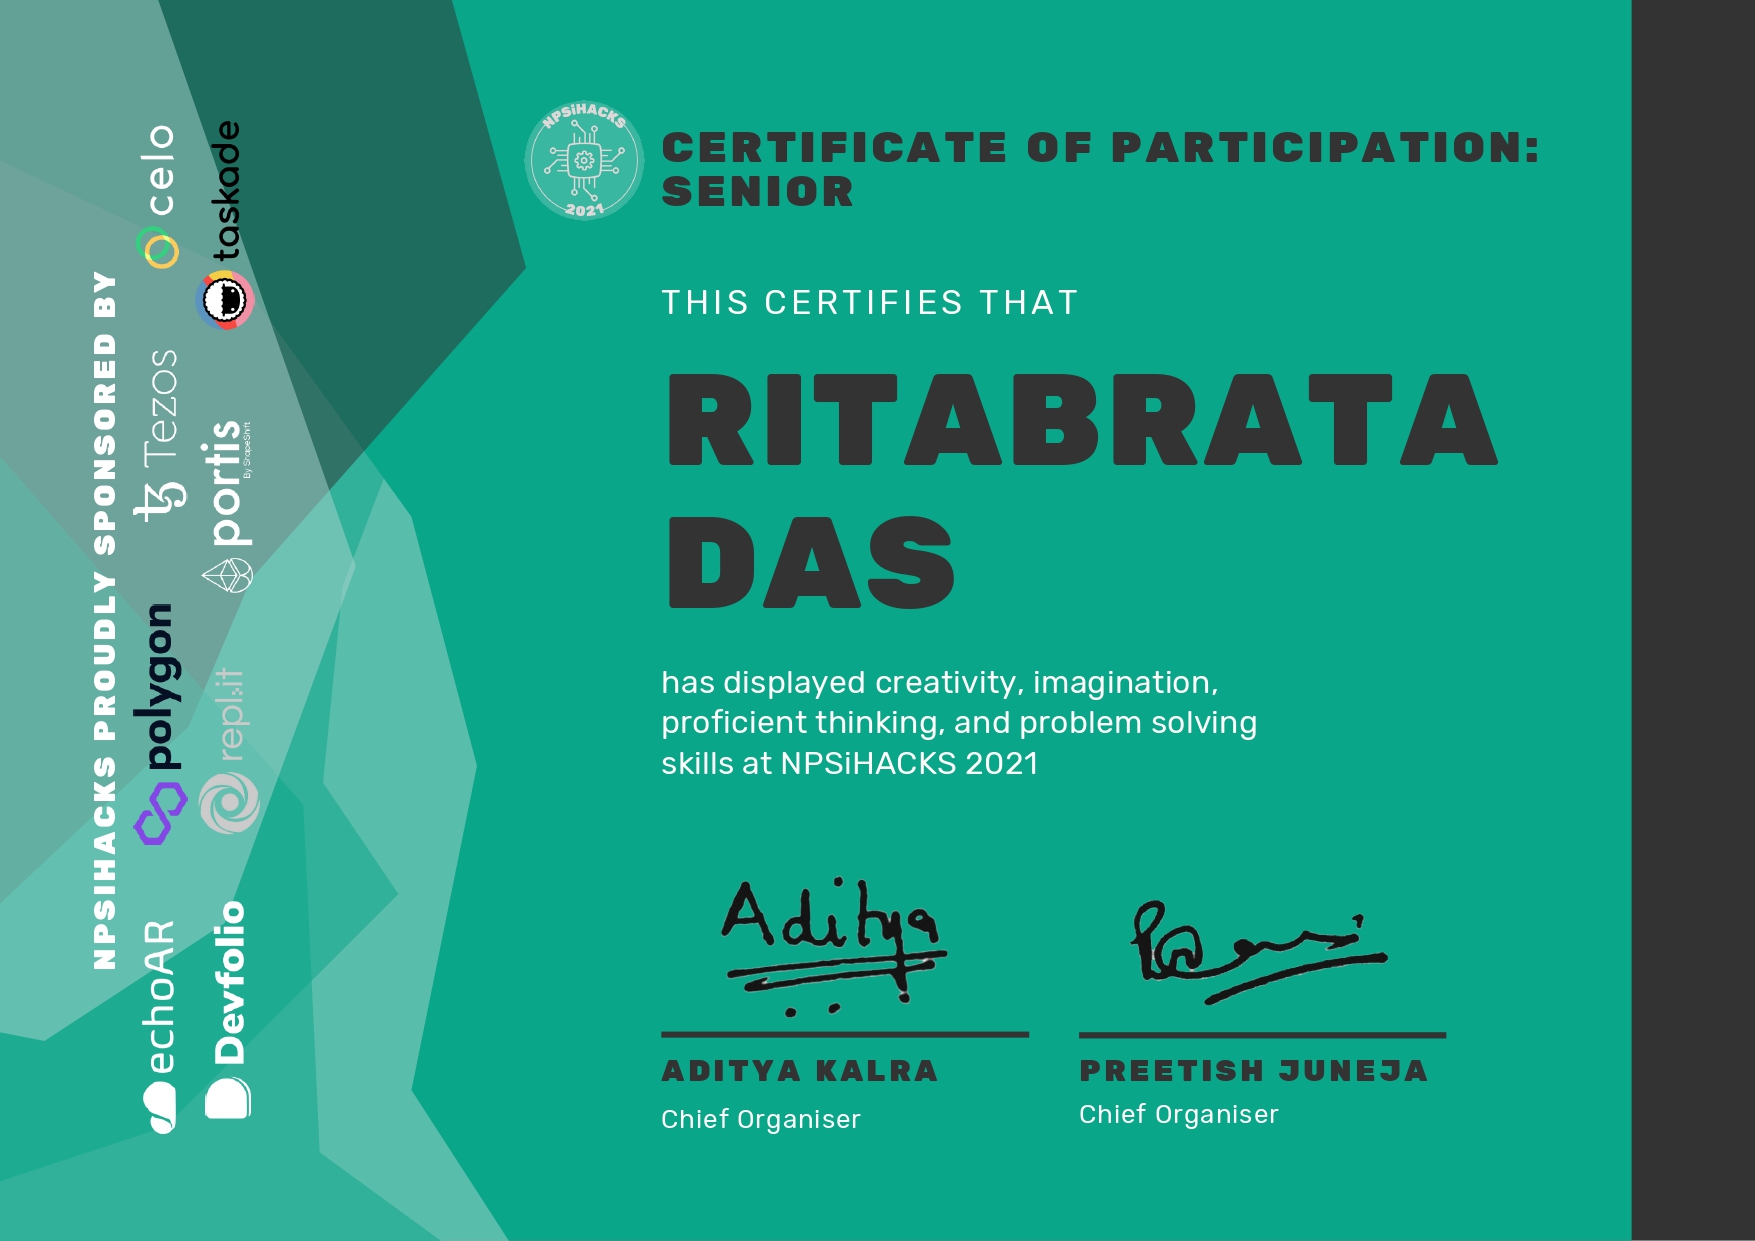 NPSiHACKS
2021
CERTIFICATE OF PARTICIPATION:
SENIOR
THIS CERTIFIES THAT
RITABRATA
DAS
has displayed creativity, imagination,
proficient thinking, and problem solving
skills at NPSiHACKS 2021
Aditya
ADITYA KALRA
Chief Organiser
PREETISH JUNEJA
Chief Organiser
NPSIHACKS PROUDLY SPONSORED BY
echoAR
polygon
Tezos
celo
Devfolio
repl.it
portis
By ShapeShift
taskade